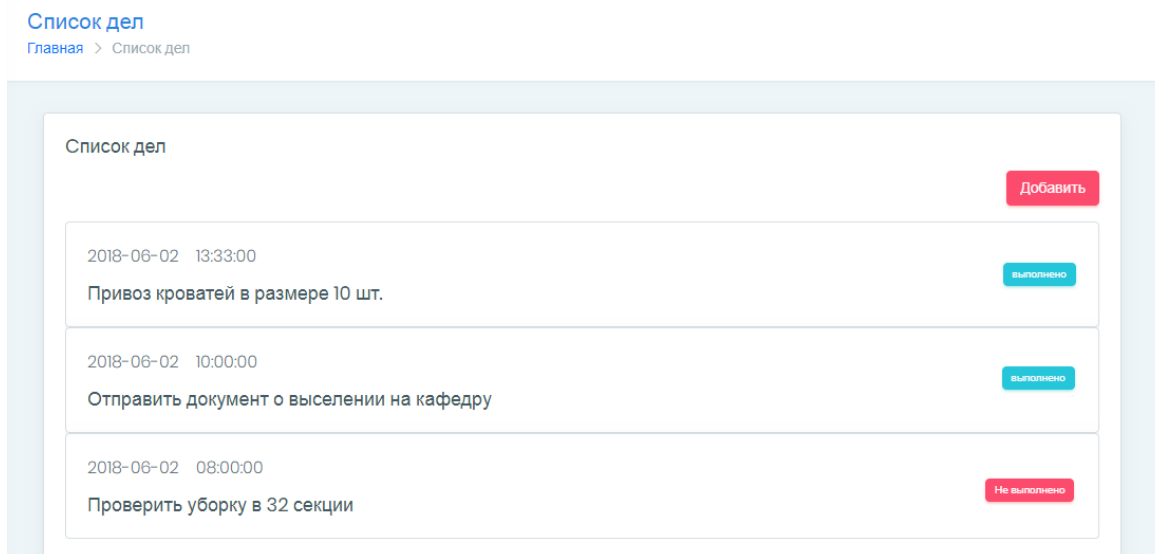 Список дел
Главная > Список дел
Список дел
Добавить
2018-06-02 13:33:00
выполнено
Привоз кроватей в размере 10 шт.
2018-06-02 10:00:00
выполнено
Отправить документ о выселении на кафедру
2018-06-02 08:00:00
Не выполнено
Проверить уборку в 32 секции